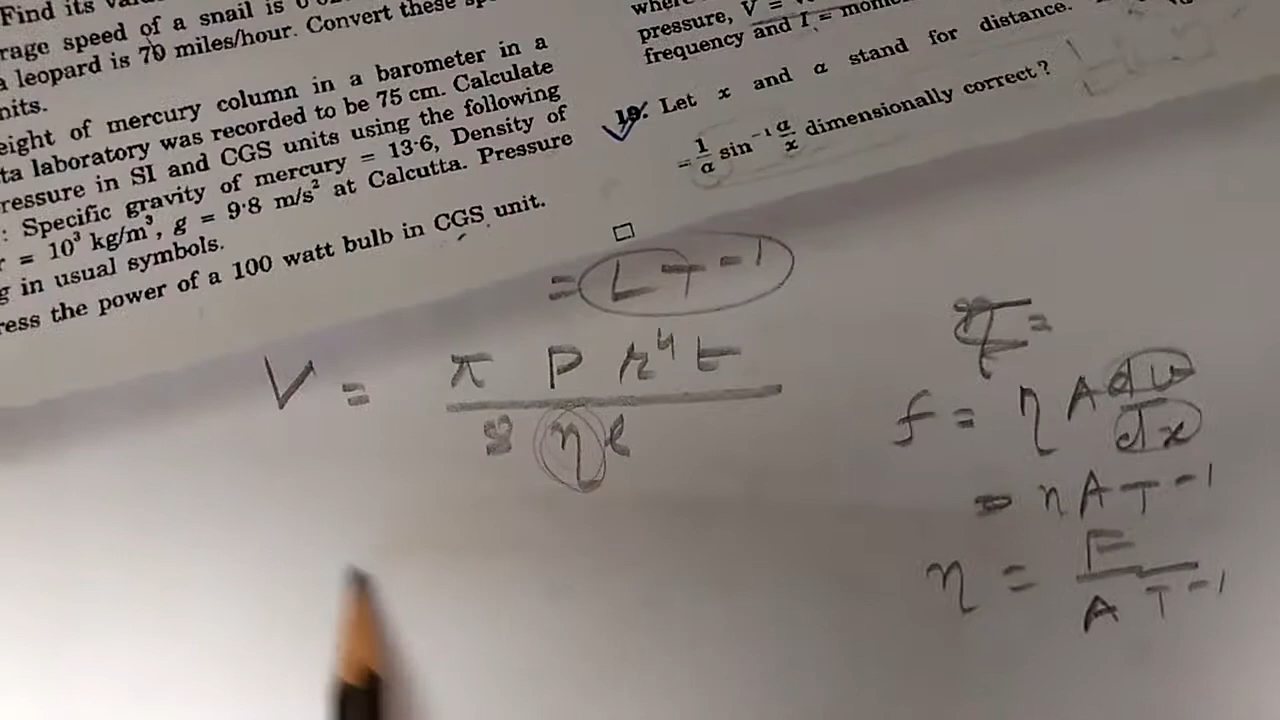 Find its
rage speed of a snail is 0
a leopard is 70 miles/hour. Convert these
nits.
eight of mercury column in a barometer in a
ta laboratory was recorded to be 75 cm. Calculate
ressure in SI and CGS units using the following
: Specific gravity of mercury = 13·6, Density of
r = 10³ kg/m³, g = 9·8 m/s² at Calcutta. Pressure
g in usual symbols.
ress the power of a 100 watt bulb in CGS unit.
where
pressure, V =
frequency and I =
19. Let x and α stand for distance.
= 1/α sin⁻¹ α/x dimensionally correct ?
= LT⁻¹
V = π P r⁴ t / 8 η l
f = η A dv/dx
= η A T⁻¹
η = F / A T⁻¹